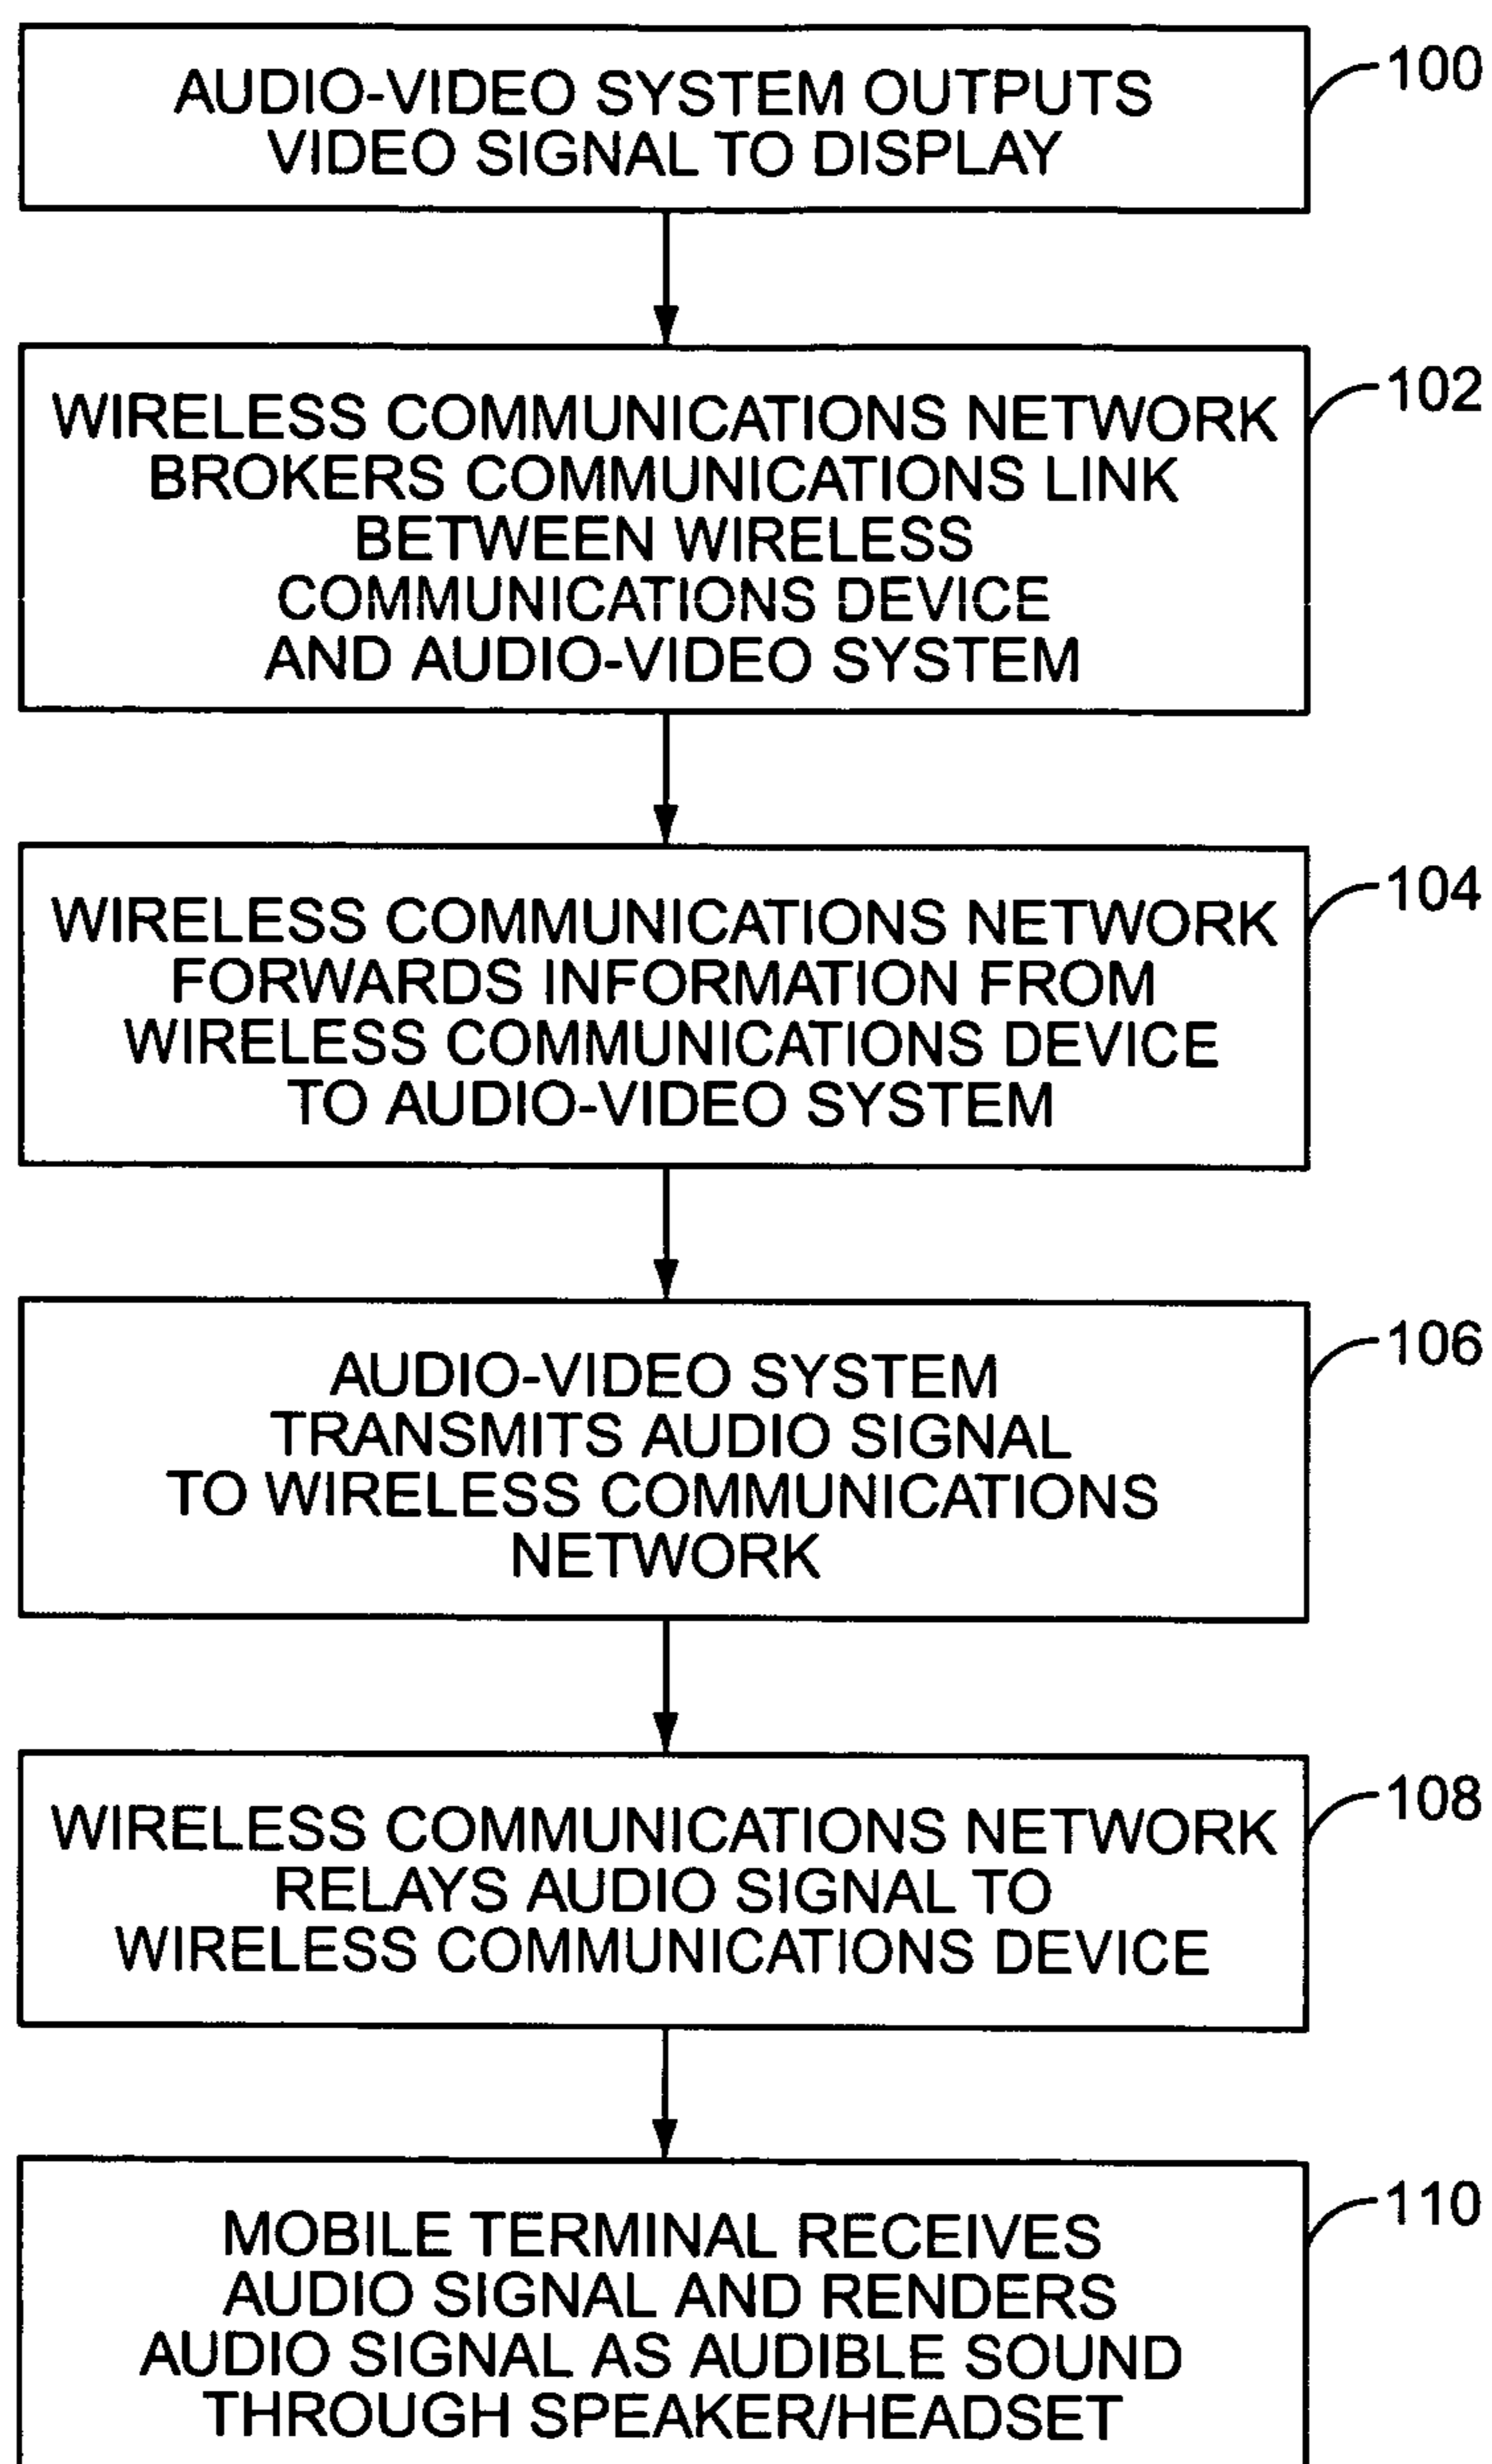 AUDIO-VIDEO SYSTEM OUTPUTS
VIDEO SIGNAL TO DISPLAY
100
WIRELESS COMMUNICATIONS NETWORK
BROKERS COMMUNICATIONS LINK
BETWEEN WIRELESS
COMMUNICATIONS DEVICE
AND AUDIO-VIDEO SYSTEM
102
WIRELESS COMMUNICATIONS NETWORK
FORWARDS INFORMATION FROM
WIRELESS COMMUNICATIONS DEVICE
TO AUDIO-VIDEO SYSTEM
104
AUDIO-VIDEO SYSTEM
TRANSMITS AUDIO SIGNAL
TO WIRELESS COMMUNICATIONS
NETWORK
106
WIRELESS COMMUNICATIONS NETWORK
RELAYS AUDIO SIGNAL TO
WIRELESS COMMUNICATIONS DEVICE
108
MOBILE TERMINAL RECEIVES
AUDIO SIGNAL AND RENDERS
AUDIO SIGNAL AS AUDIBLE SOUND
THROUGH SPEAKER/HEADSET
110